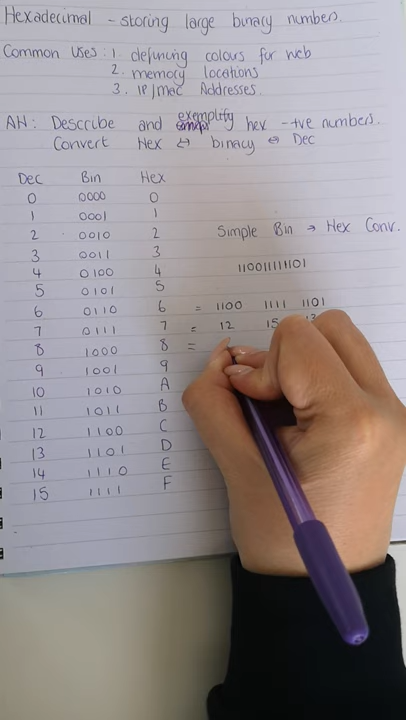 Hexadecimal - storing large binary numbers.
Common Uses: 1. defining colours for web
2. memory locations
3. IP/mac Addresses.
AH: Describe and exemplify hex -tve numbers.
Convert Hex ↔ binary ↔ Dec
Dec Bin Hex
0 0000 0
1 0001 1
2 0010 2
Simple Bin → Hex Conv.
3 0011 3
4 0100 4
110011111101
5 0101 5
6 0110 6
= 1100 1111 1101
7 0111 7
= 12 15 13
8 1000 8
=
9 1001 9
10 1010 A
11 1011 B
12 1100 C
13 1101 D
14 1110 E
15 1111 F